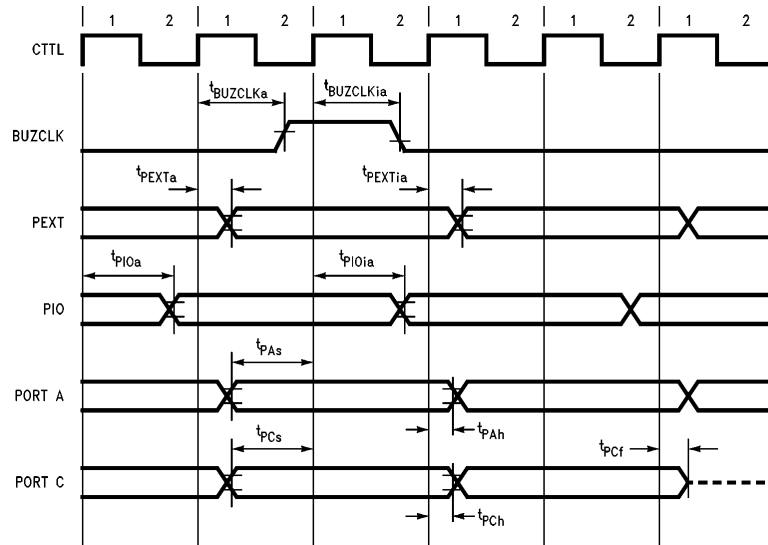 1 2 1 2 1 2 1 2 1 2 1 2
CTTL
tBUZCLKa tBUZCLKia
BUZCLK
tPEXTa tPEXTia
PEXT
tPIOa tPIOia
PIO
tPAs
PORT A
tPAh
tPCs tPCf
PORT C
tPCh